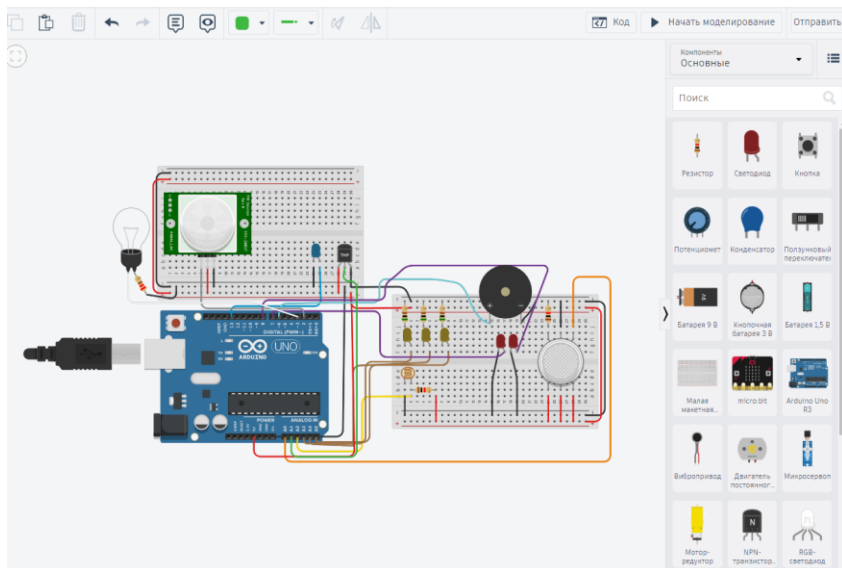 Код
Начать моделирование
Отправить
Компоненты
Основные
Поиск
Резистор
Светодиод
Кнопка
Потенциомет
Конденсатор
Ползунковый
переключате
Батарея 9 В
Кнопочная
батарея 3 В
Батарея 1,5 В
Малая
макетная...
micro:bit
Arduino Uno
R3
Вибропривод
Двигатель
постоянног...
Микросервоп
Мотор-
редуктор
NPN-
транзистор...
RGB-
светодиод
TMP
DIGITAL (PWM~)
UNO
ARDUINO
POWER
ANALOG IN
N